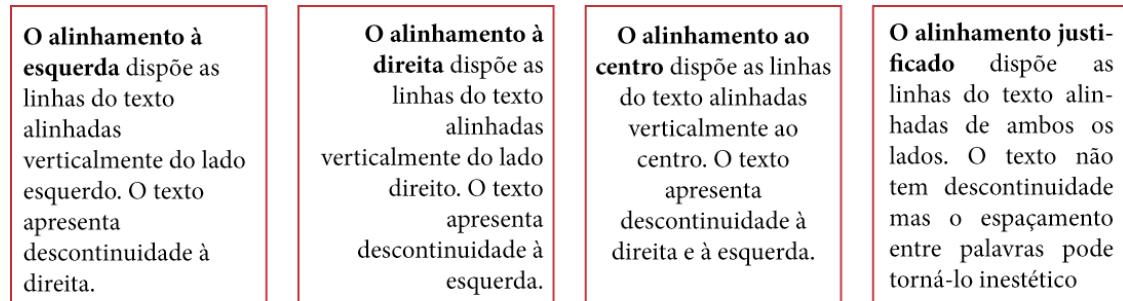 O alinhamento à
esquerda dispõe as
linhas do texto
alinhadas
verticalmente do lado
esquerdo. O texto
apresenta
descontinuidade à
direita.
O alinhamento à
direita dispõe as
linhas do texto
alinhadas
verticalmente do lado
direito. O texto
apresenta
descontinuidade à
esquerda.
O alinhamento ao
centro dispõe as linhas
do texto alinhadas
verticalmente ao
centro. O texto
apresenta
descontinuidade à
direita e à esquerda.
O alinhamento justi-
ficado dispõe as
linhas do texto alin-
hadas de ambos os
lados. O texto não
tem descontinuidade
mas o espaçamento
entre palavras pode
torná-lo inestético